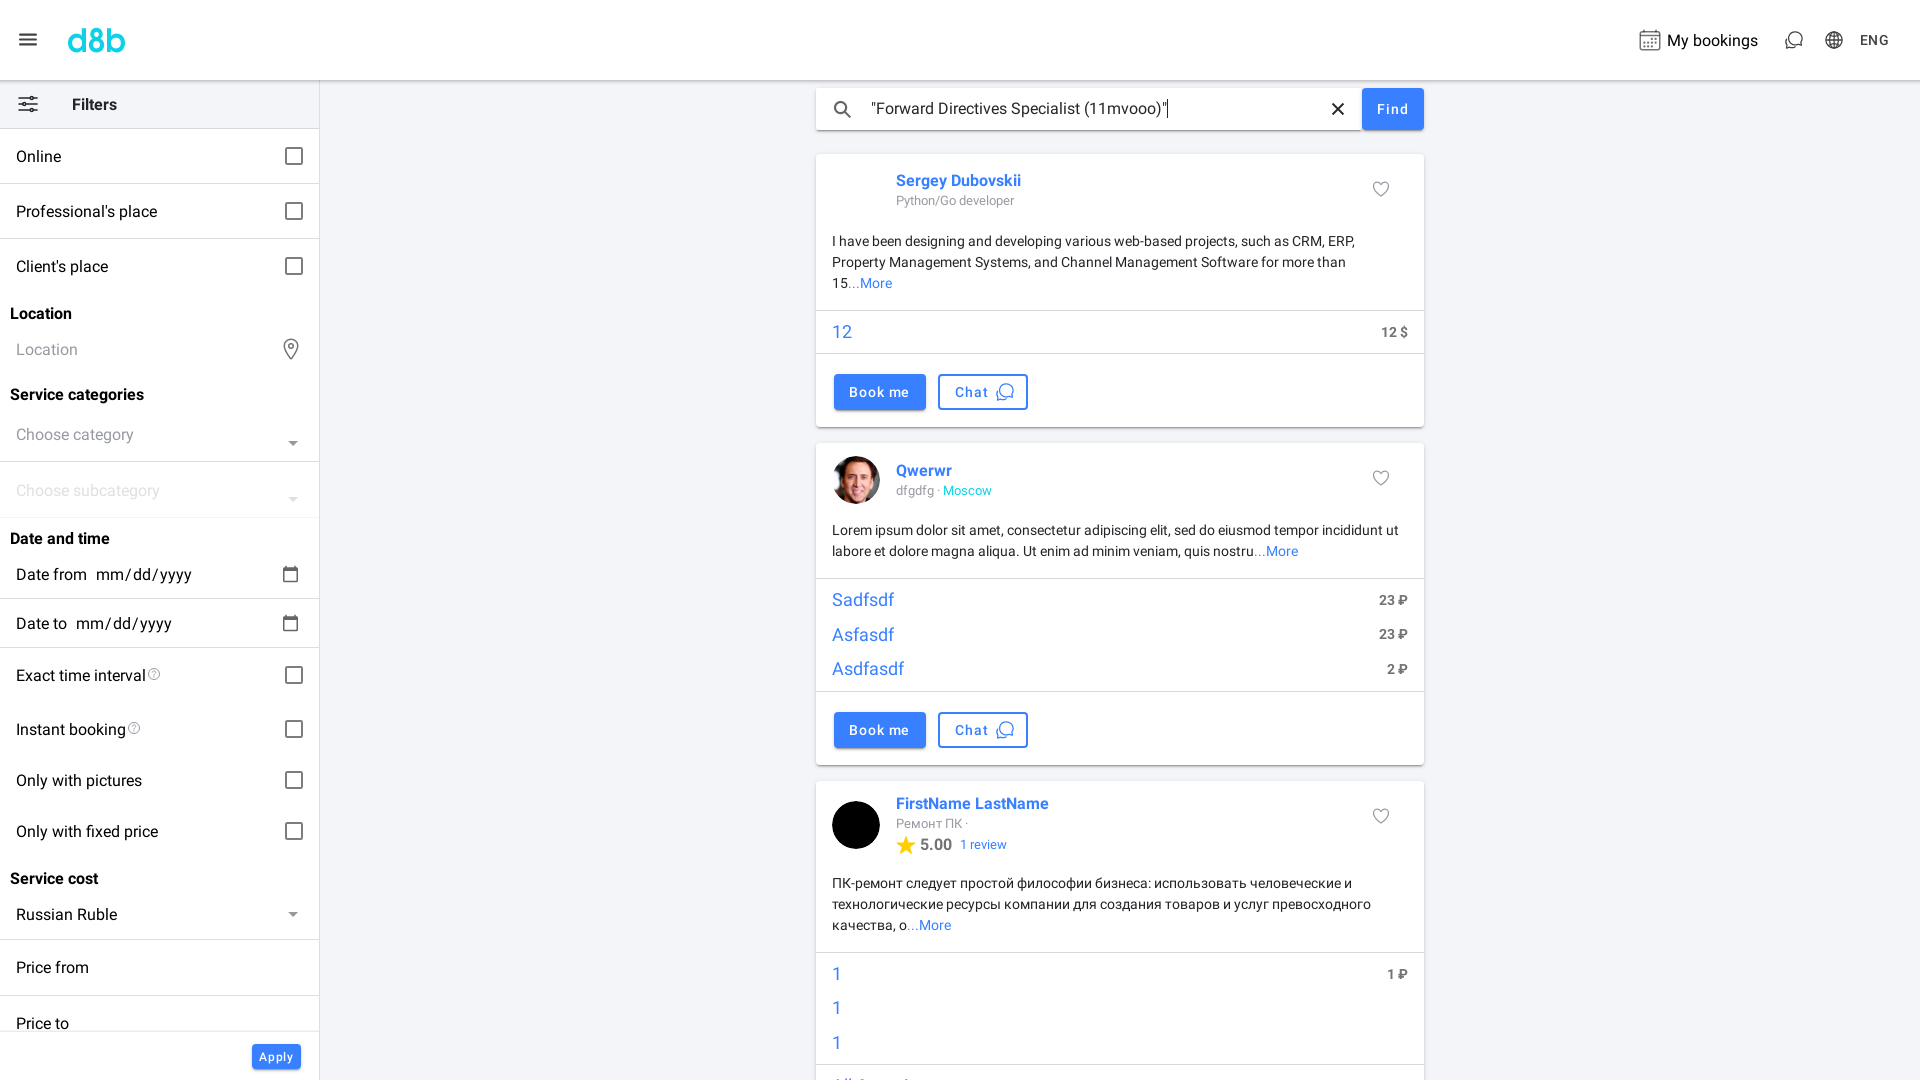 d8b
My bookings
ENG
Filters
Online
Professional's place
Client's place
Location
Location
Service categories
Choose category
Choose subcategory
Date and time
Date from mm/dd/yyyy
Date to mm/dd/yyyy
Exact time interval
Instant booking
Only with pictures
Only with fixed price
Service cost
Russian Ruble
Price from
Price to
Apply
"Forward Directives Specialist (11mvooo)"
Find
Sergey Dubovskii
Python/Go developer
I have been designing and developing various web-based projects, such as CRM, ERP,
Property Management Systems, and Channel Management Software for more than
15...More
12 12 $
Book me
Chat
Qwerwr
dfgdfg · Moscow
Lorem ipsum dolor sit amet, consectetur adipiscing elit, sed do eiusmod tempor incididunt ut
labore et dolore magna aliqua. Ut enim ad minim veniam, quis nostru...More
Sadfsdf 23 ₽
Asfasdf 23 ₽
Asdfasdf 2 ₽
Book me
Chat
FirstName LastName
Ремонт ПК ·
5.00 1 review
ПК-ремонт следует простой философии бизнеса: использовать человеческие и
технологические ресурсы компании для создания товаров и услуг превосходного
качества, о...More
1 1 ₽
1
1